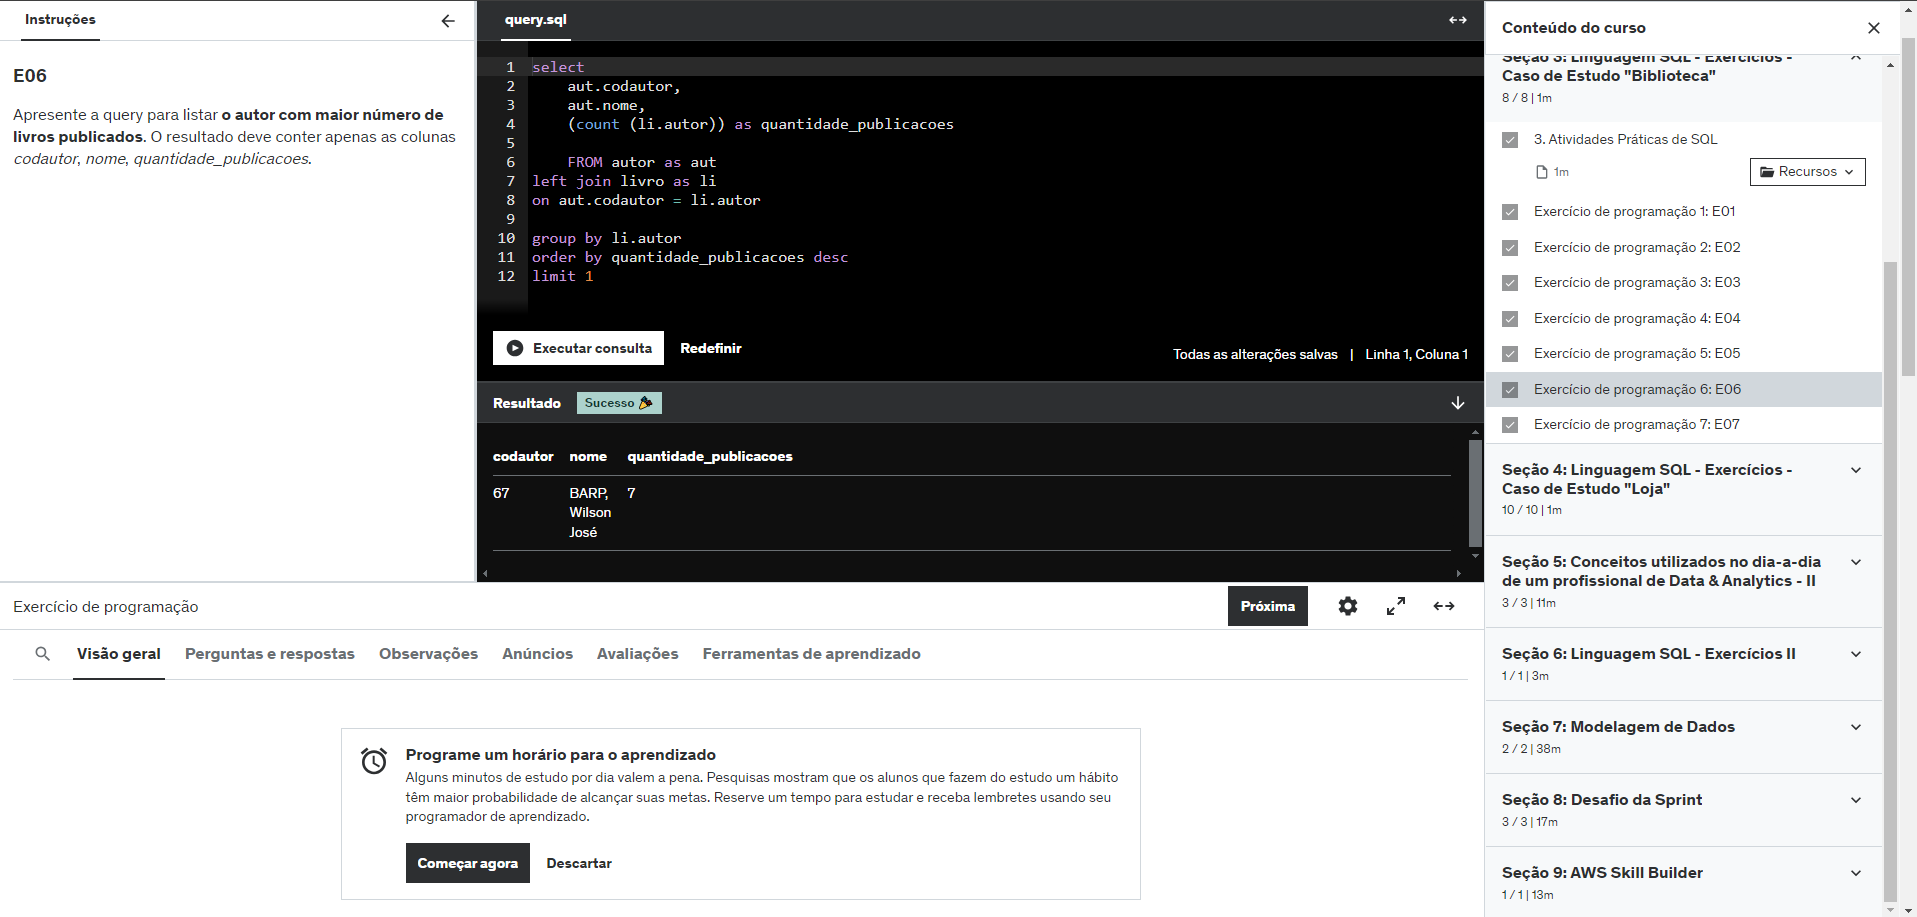 Instruções
E06
Apresente a query para listar o autor com maior número de
livros publicados. O resultado deve conter apenas as colunas
codautor, nome, quantidade_publicacoes.
query.sql
1 select
2 aut.codautor,
3 aut.nome,
4 (count (li.autor)) as quantidade_publicacoes
5
6 FROM autor as aut
7 left join livro as li
8 on aut.codautor = li.autor
9
10 group by li.autor
11 order by quantidade_publicacoes desc
12 limit 1
Executar consulta
Redefinir
Todas as alterações salvas | Linha 1, Coluna 1
Resultado
Sucesso
codautor nome quantidade_publicacoes
67 BARP, 7
Wilson
José
Exercício de programação
Próxima
Visão geral
Perguntas e respostas
Observações
Anúncios
Avaliações
Ferramentas de aprendizado
Programe um horário para o aprendizado
Alguns minutos de estudo por dia valem a pena. Pesquisas mostram que os alunos que fazem do estudo um hábito
têm maior probabilidade de alcançar suas metas. Reserve um tempo para estudar e receba lembretes usando seu
programador de aprendizado.
Começar agora
Descartar
Conteúdo do curso
Seção 3: Linguagem SQL - Exercícios -
Caso de Estudo "Biblioteca"
8 / 8 | 1m
3. Atividades Práticas de SQL
1m
Recursos
Exercício de programação 1: E01
Exercício de programação 2: E02
Exercício de programação 3: E03
Exercício de programação 4: E04
Exercício de programação 5: E05
Exercício de programação 6: E06
Exercício de programação 7: E07
Seção 4: Linguagem SQL - Exercícios -
Caso de Estudo "Loja"
10 / 10 | 1m
Seção 5: Conceitos utilizados no dia-a-dia
de um profissional de Data & Analytics - II
3 / 3 | 11m
Seção 6: Linguagem SQL - Exercícios II
1 / 1 | 3m
Seção 7: Modelagem de Dados
2 / 2 | 38m
Seção 8: Desafio da Sprint
3 / 3 | 17m
Seção 9: AWS Skill Builder
1 / 1 | 13m